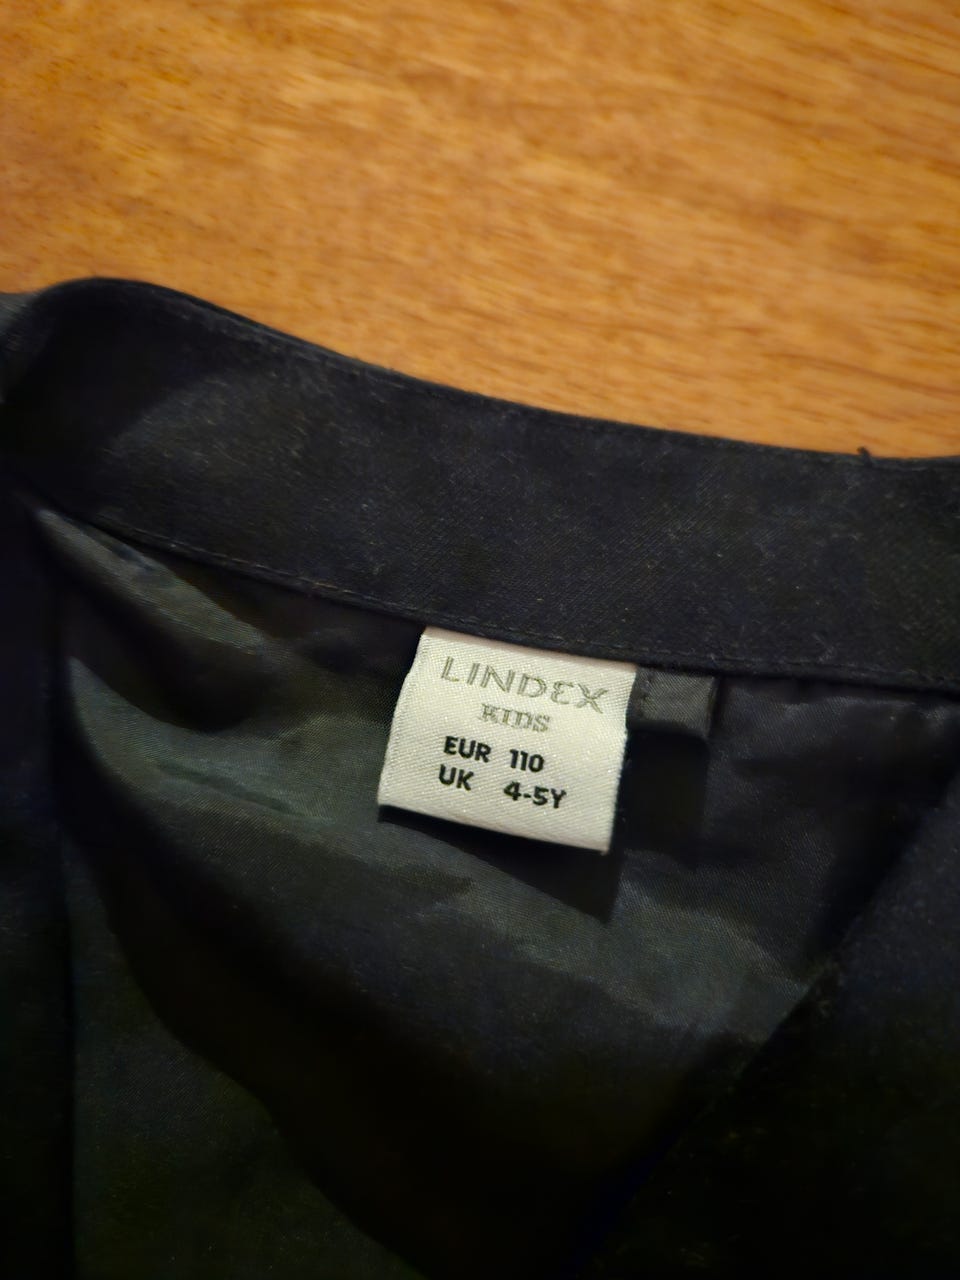 LINDEX
KIDS
EUR 110
UK 4-5Y